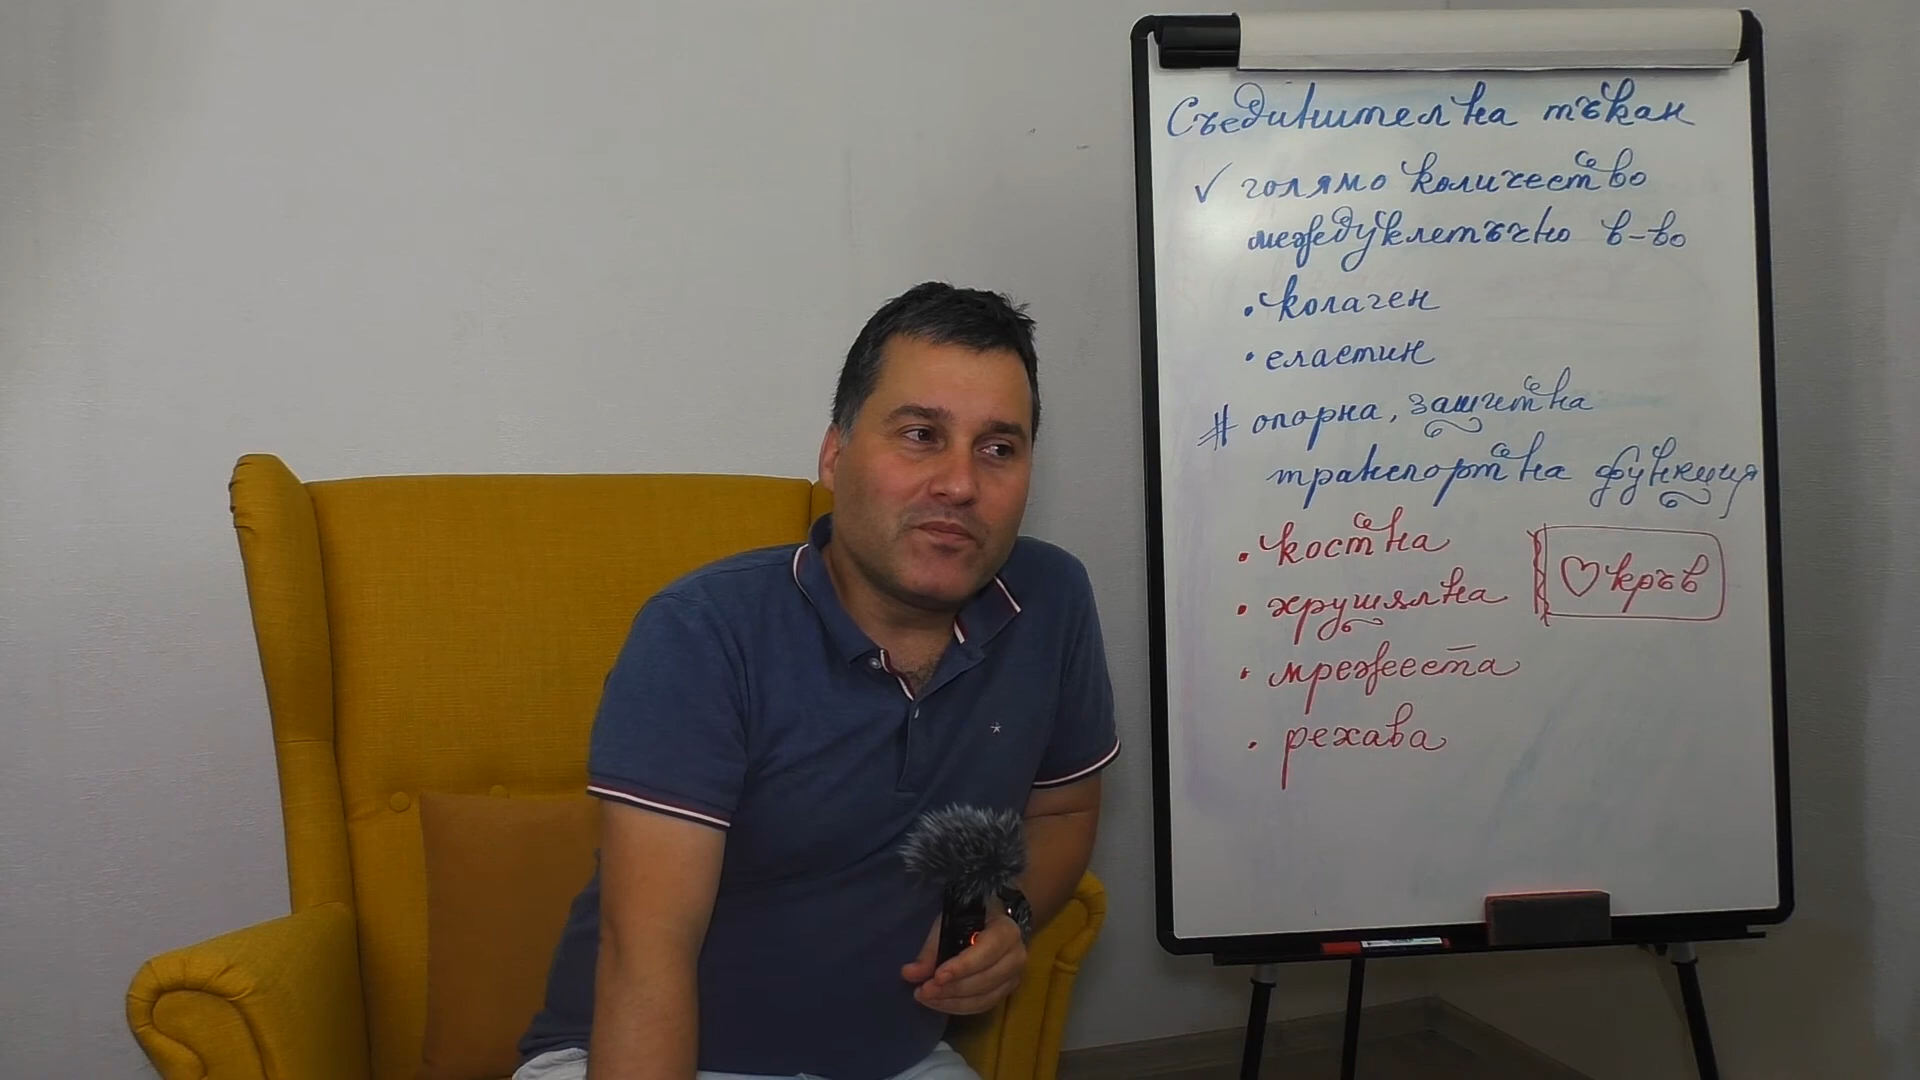 Съединителна тъкан
✓ голямо количество
междуклетъчно в-во
• колаген
• еластин
# опорна, защитна
транспортна функция
• костна
♡ кръв
• хрущялна
• мрежеста
• рехава